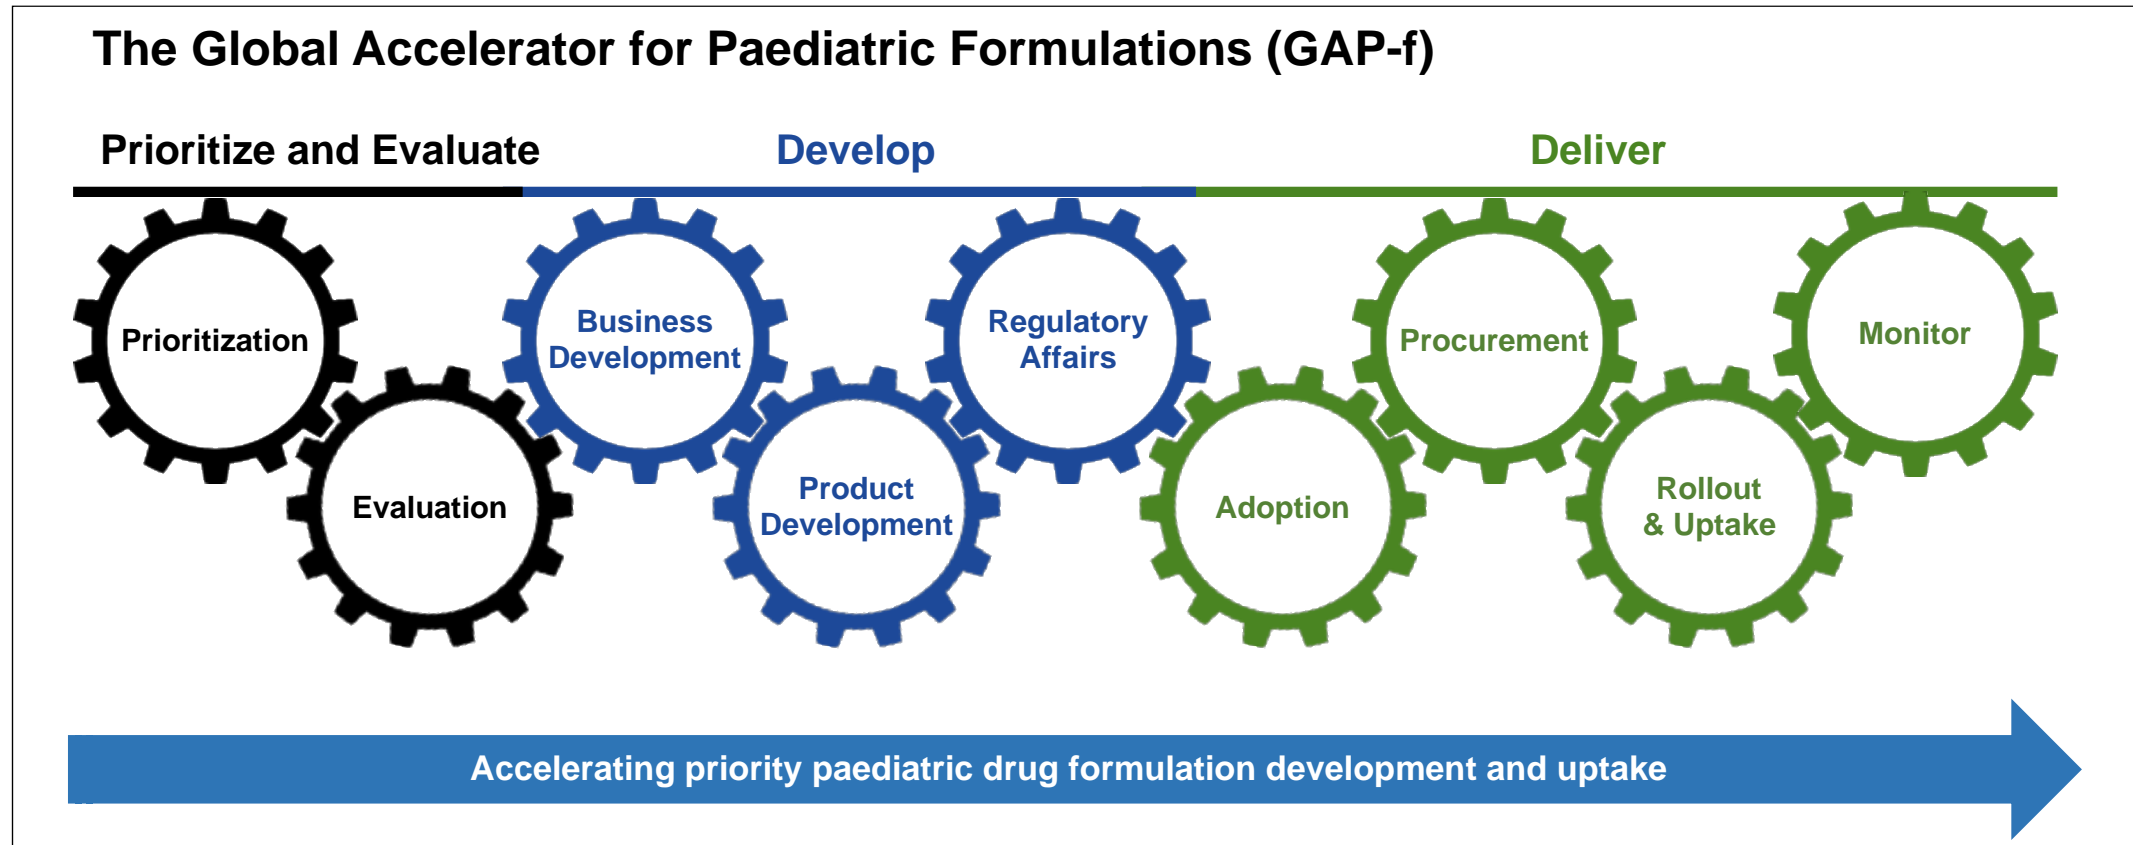 The Global Accelerator for Paediatric Formulations (GAP-f)
Prioritize and Evaluate
Develop
Deliver
Prioritization
Evaluation
Business
Development
Product
Development
Regulatory
Affairs
Adoption
Procurement
Rollout
& Uptake
Monitor
Accelerating priority paediatric drug formulation development and uptake